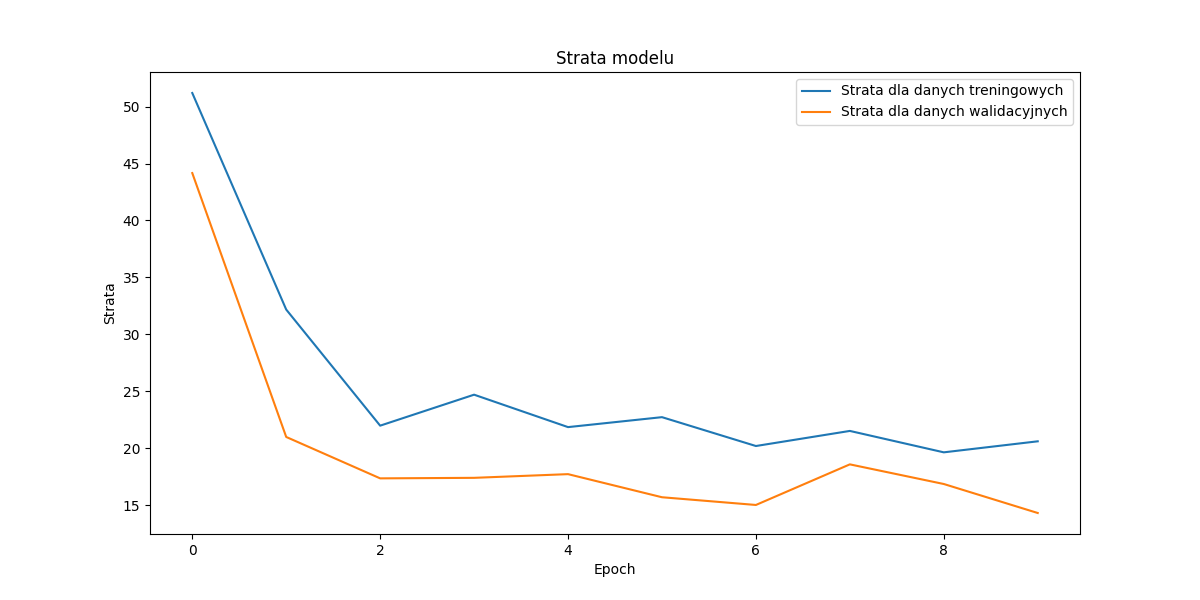 Strata modelu
Strata dla danych treningowych
Strata dla danych walidacyjnych
50
45
40
35
30
25
20
15
Strata
0 2 4 6 8
Epoch